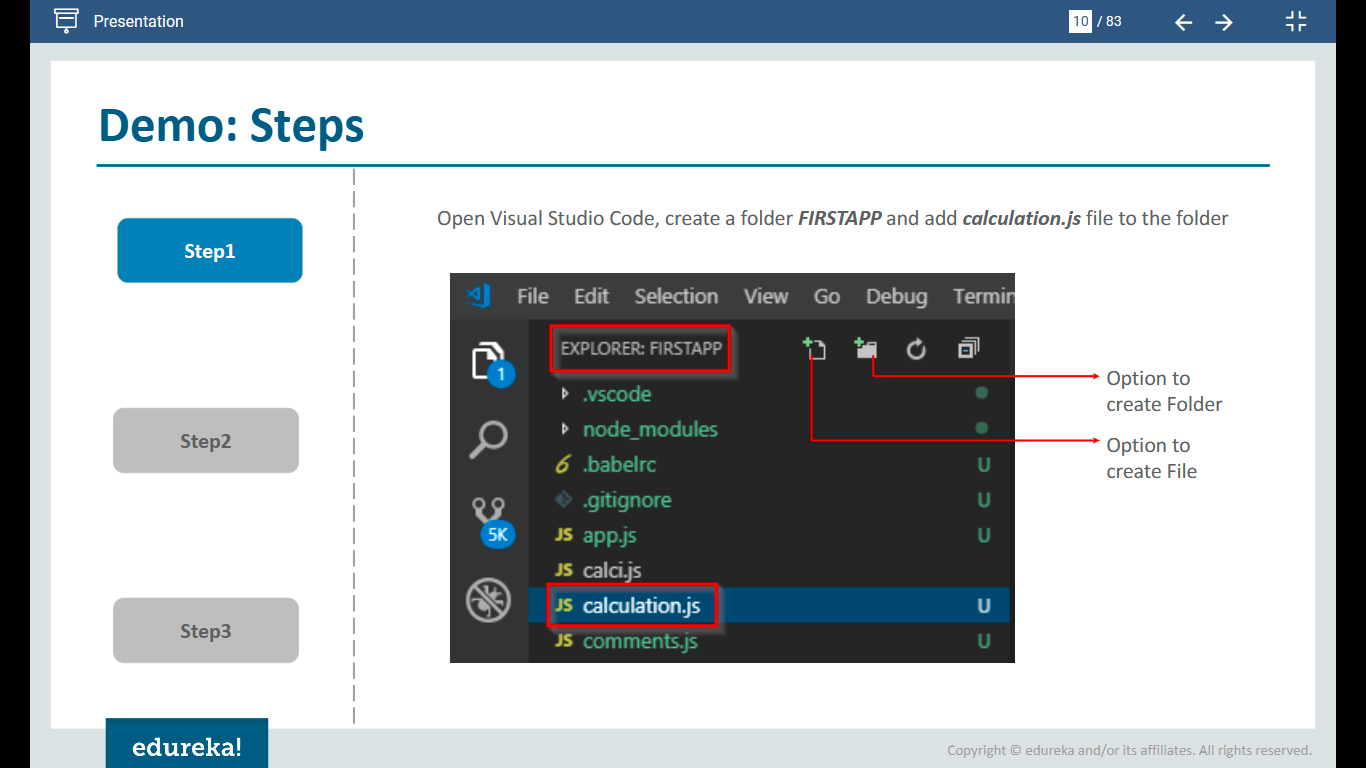 Presentation
10 / 83
Demo: Steps
Step1
Step2
Step3
Open Visual Studio Code, create a folder FIRSTAPP and add calculation.js file to the folder
File Edit Selection View Go Debug Termin
EXPLORER: FIRSTAPP
1
.vscode
node_modules
6 .babelrc U
.gitignore U
5K
JS app.js U
JS calci.js
JS calculation.js U
JS comments.js U
Option to
create Folder
Option to
create File
edureka!
Copyright © edureka and/or its affiliates. All rights reserved.